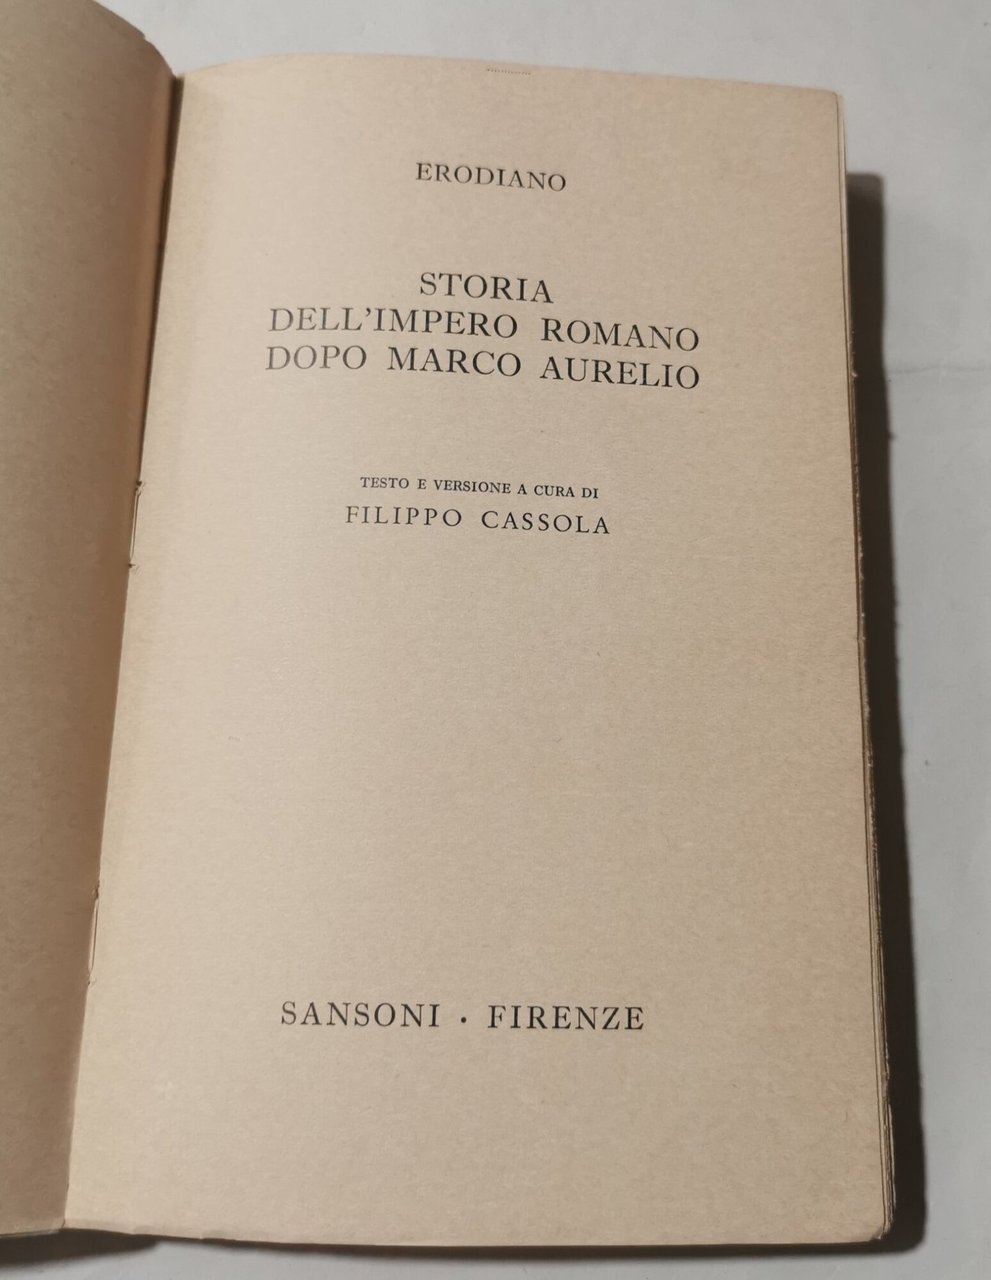 ERODIANO
STORIA
DELL'IMPERO ROMANO
DOPO MARCO AURELIO
TESTO E VERSIONE A CURA DI
FILIPPO CASSOLA
SANSONI · FIRENZE